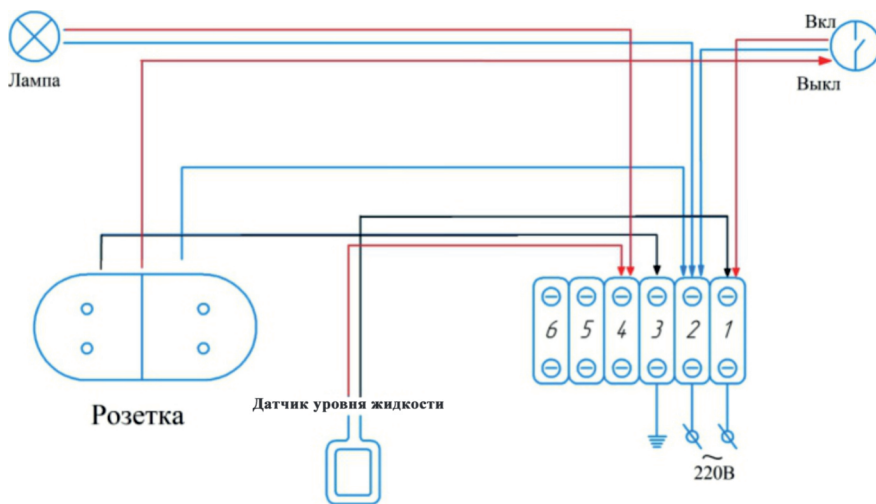 Вкл
Лампа
Выкл
6 5 4 3 2 1
Датчик уровня жидкости
Розетка
220В